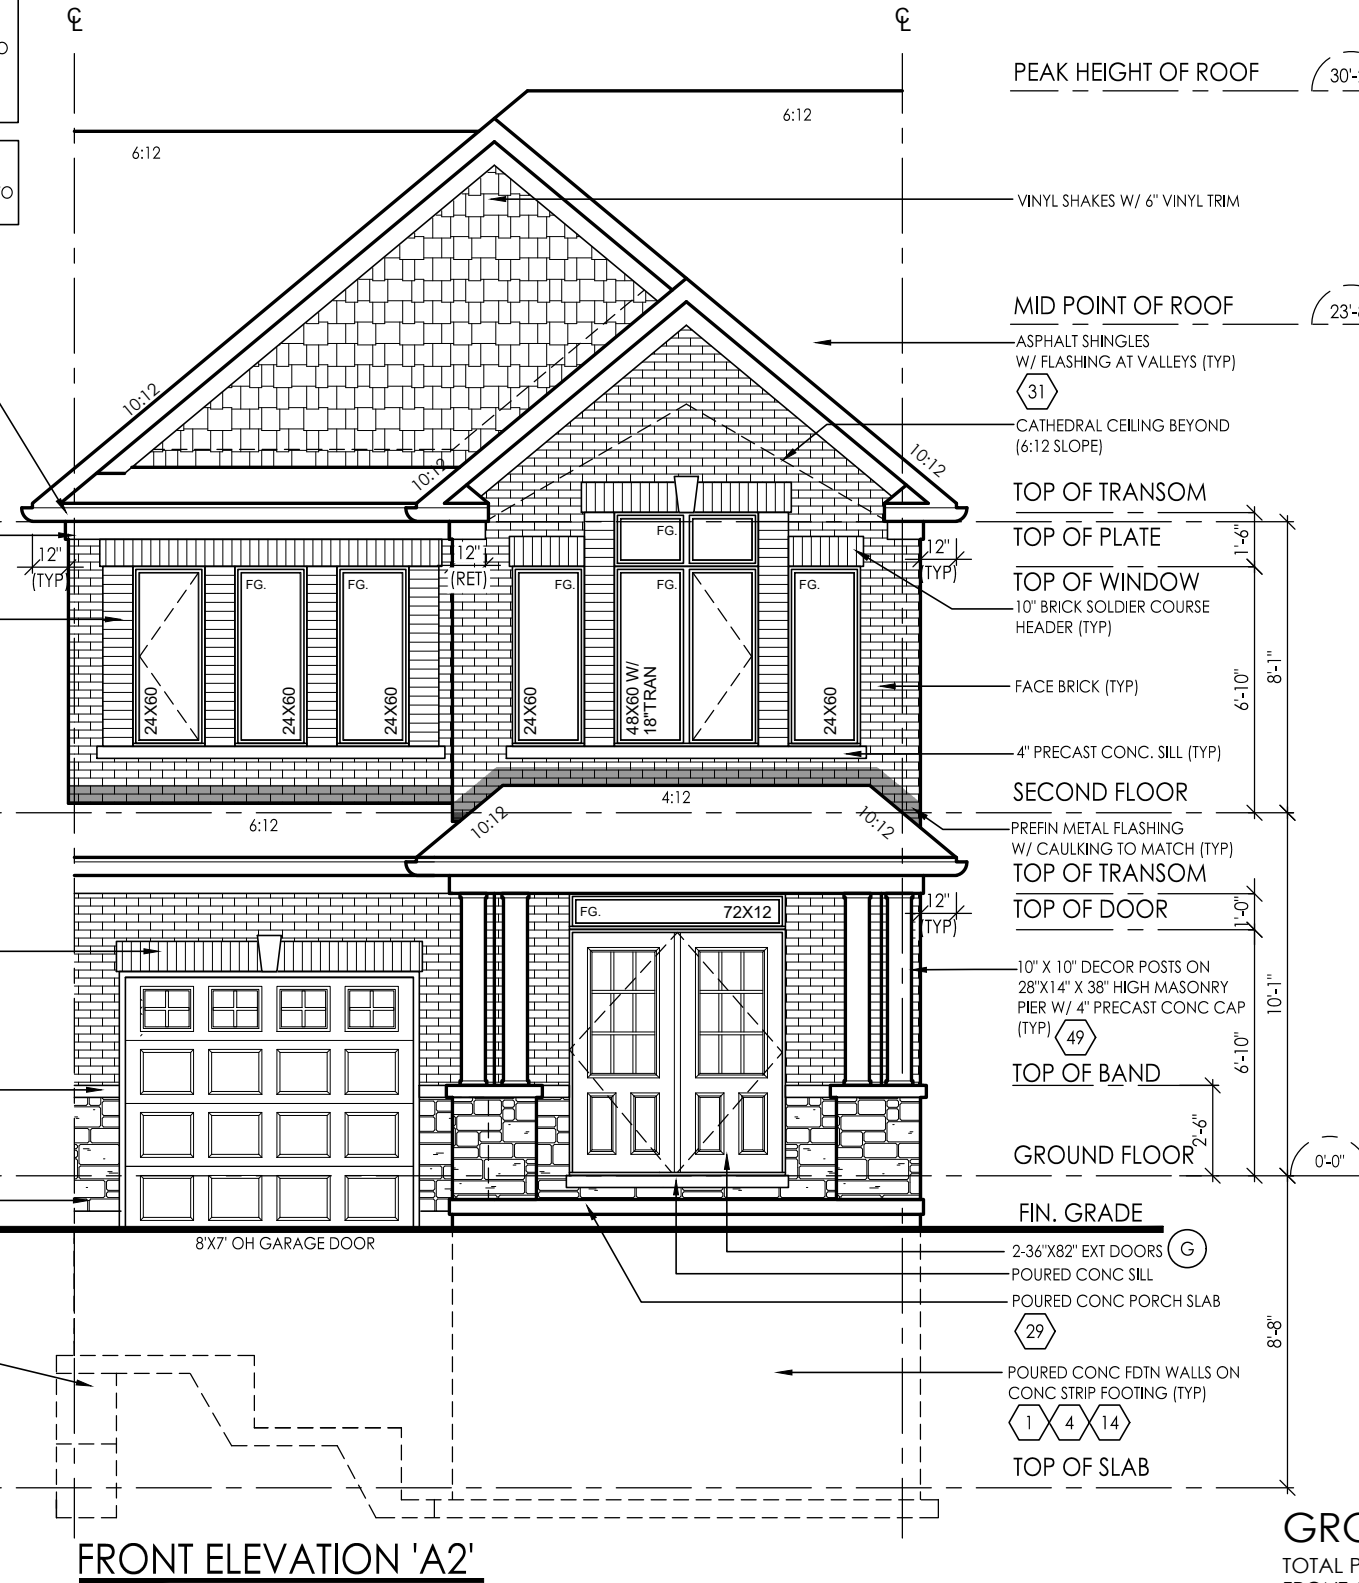 ℄
℄
O
O
PEAK HEIGHT OF ROOF
6:12
6:12
VINYL SHAKES W/ 6" VINYL TRIM
MID POINT OF ROOF
ASPHALT SHINGLES
W/ FLASHING AT VALLEYS (TYP)
31
10:12
CATHEDRAL CEILING BEYOND
(6:12 SLOPE)
10:12
10:12
TOP OF TRANSOM
TOP OF PLATE
1'-6"
12"
(TYP)
12"
(RET)
12"
(TYP)
FG.
TOP OF WINDOW
FG.
FG.
FG.
FG.
FG.
10" BRICK SOLDIER COURSE
HEADER (TYP)
24X60
24X60
24X60
24X60
48X60 W/
18"TRAN
24X60
FACE BRICK (TYP)
6'-10"
8'-1"
4" PRECAST CONC. SILL (TYP)
SECOND FLOOR
4:12
6:12
10:12
10:12
PREFIN METAL FLASHING
W/ CAULKING TO MATCH (TYP)
TOP OF TRANSOM
TOP OF DOOR
1'-0"
12"
(TYP)
FG.
72X12
10" X 10" DECOR POSTS ON
28"X14" X 38" HIGH MASONRY
PIER W/ 4" PRECAST CONC CAP
(TYP)
49
6'-10"
10'-1"
TOP OF BAND
2'-6"
GROUND FLOOR
0'-0"
FIN. GRADE
8'X7' OH GARAGE DOOR
2-36"X82" EXT DOORS
G
POURED CONC SILL
POURED CONC PORCH SLAB
29
8'-8"
POURED CONC FDTN WALLS ON
CONC STRIP FOOTING (TYP)
1 4 14
TOP OF SLAB
FRONT ELEVATION 'A2'
GRO
TOTAL P